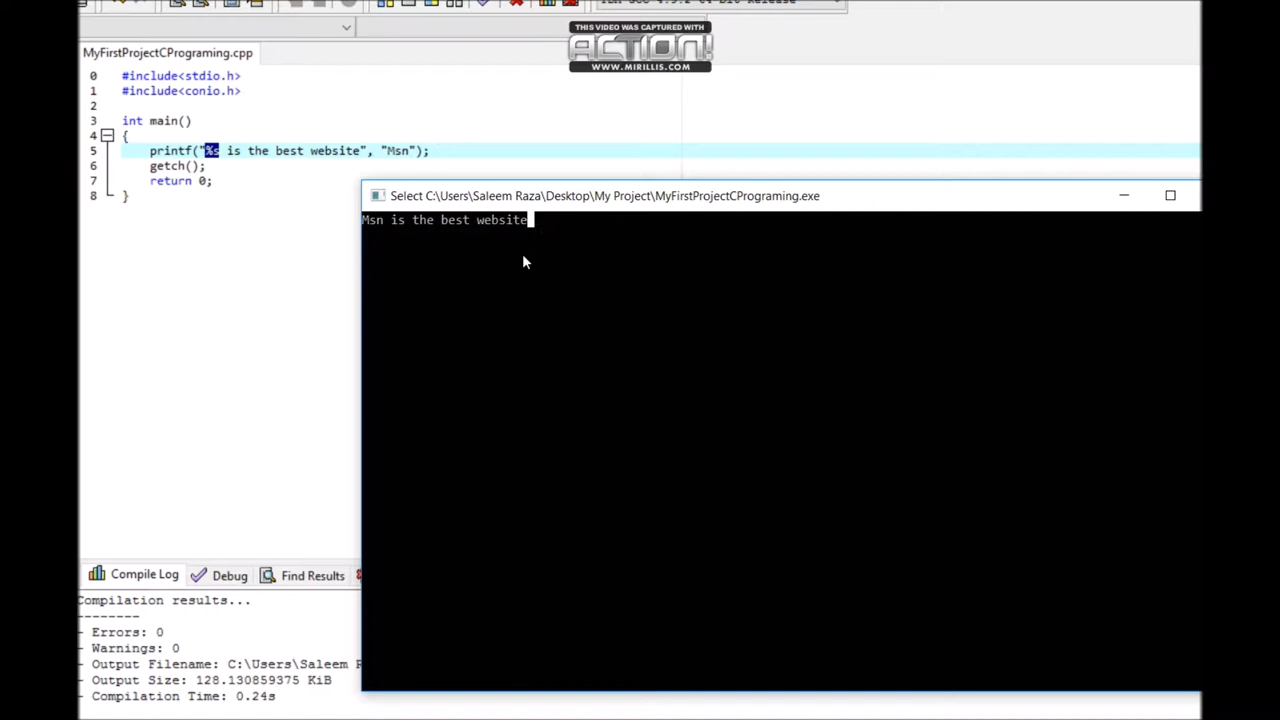 THIS VIDEO WAS CAPTURED WITH
ACTION!
WWW.MIRILLIS.COM
MyFirstProjectCPrograming.cpp
0 #include<stdio.h>
1 #include<conio.h>
2
3 int main()
4 {
5 printf("%s is the best website", "Msn");
6 getch();
7 return 0;
8 }
Select C:\Users\Saleem Raza\Desktop\My Project\MyFirstProjectCPrograming.exe
Msn is the best website
Compile Log Debug Find Results
Compilation results...
--------
- Errors: 0
- Warnings: 0
- Output Filename: C:\Users\Saleem
- Output Size: 128.130859375 KiB
- Compilation Time: 0.24s